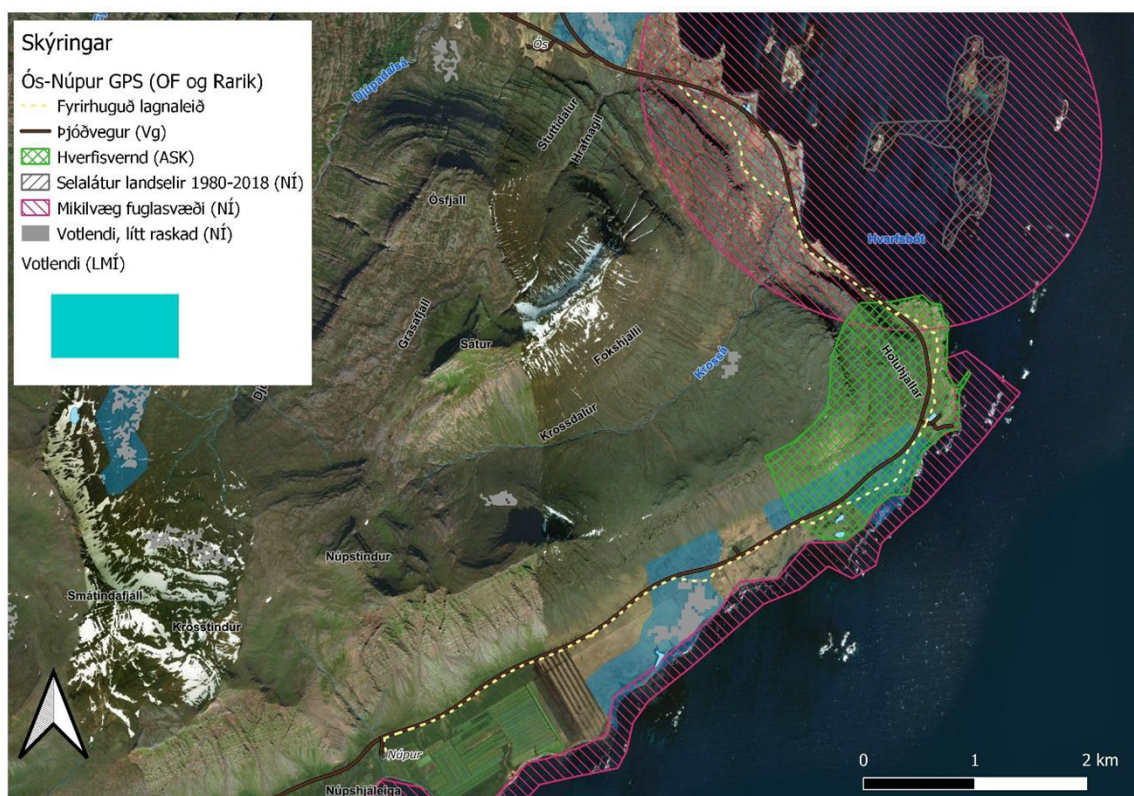 Skýringar
Ós-Núpur GPS (OF og Rarik)
Fyrirhuguð lagnaleið
Þjóðvegur (Vg)
Hverfisvernd (ASK)
Selalátur landselir 1980-2018 (NÍ)
Mikilvæg fuglasvæði (NÍ)
Votlendi, lítt raskad (NÍ)
Votlendi (LMÍ)
Ós
Djúpadalsá
Stuttidalur
Hrafnagil
Ósfjall
Hvarfsbót
Grasafjall
Sátur
Fokshjalli
Krossá
Holuhjallar
Krossdalur
Núpstindur
Smátindafjall
Krosstindur
Núpur
Núpshjáleiga
0 1 2 km